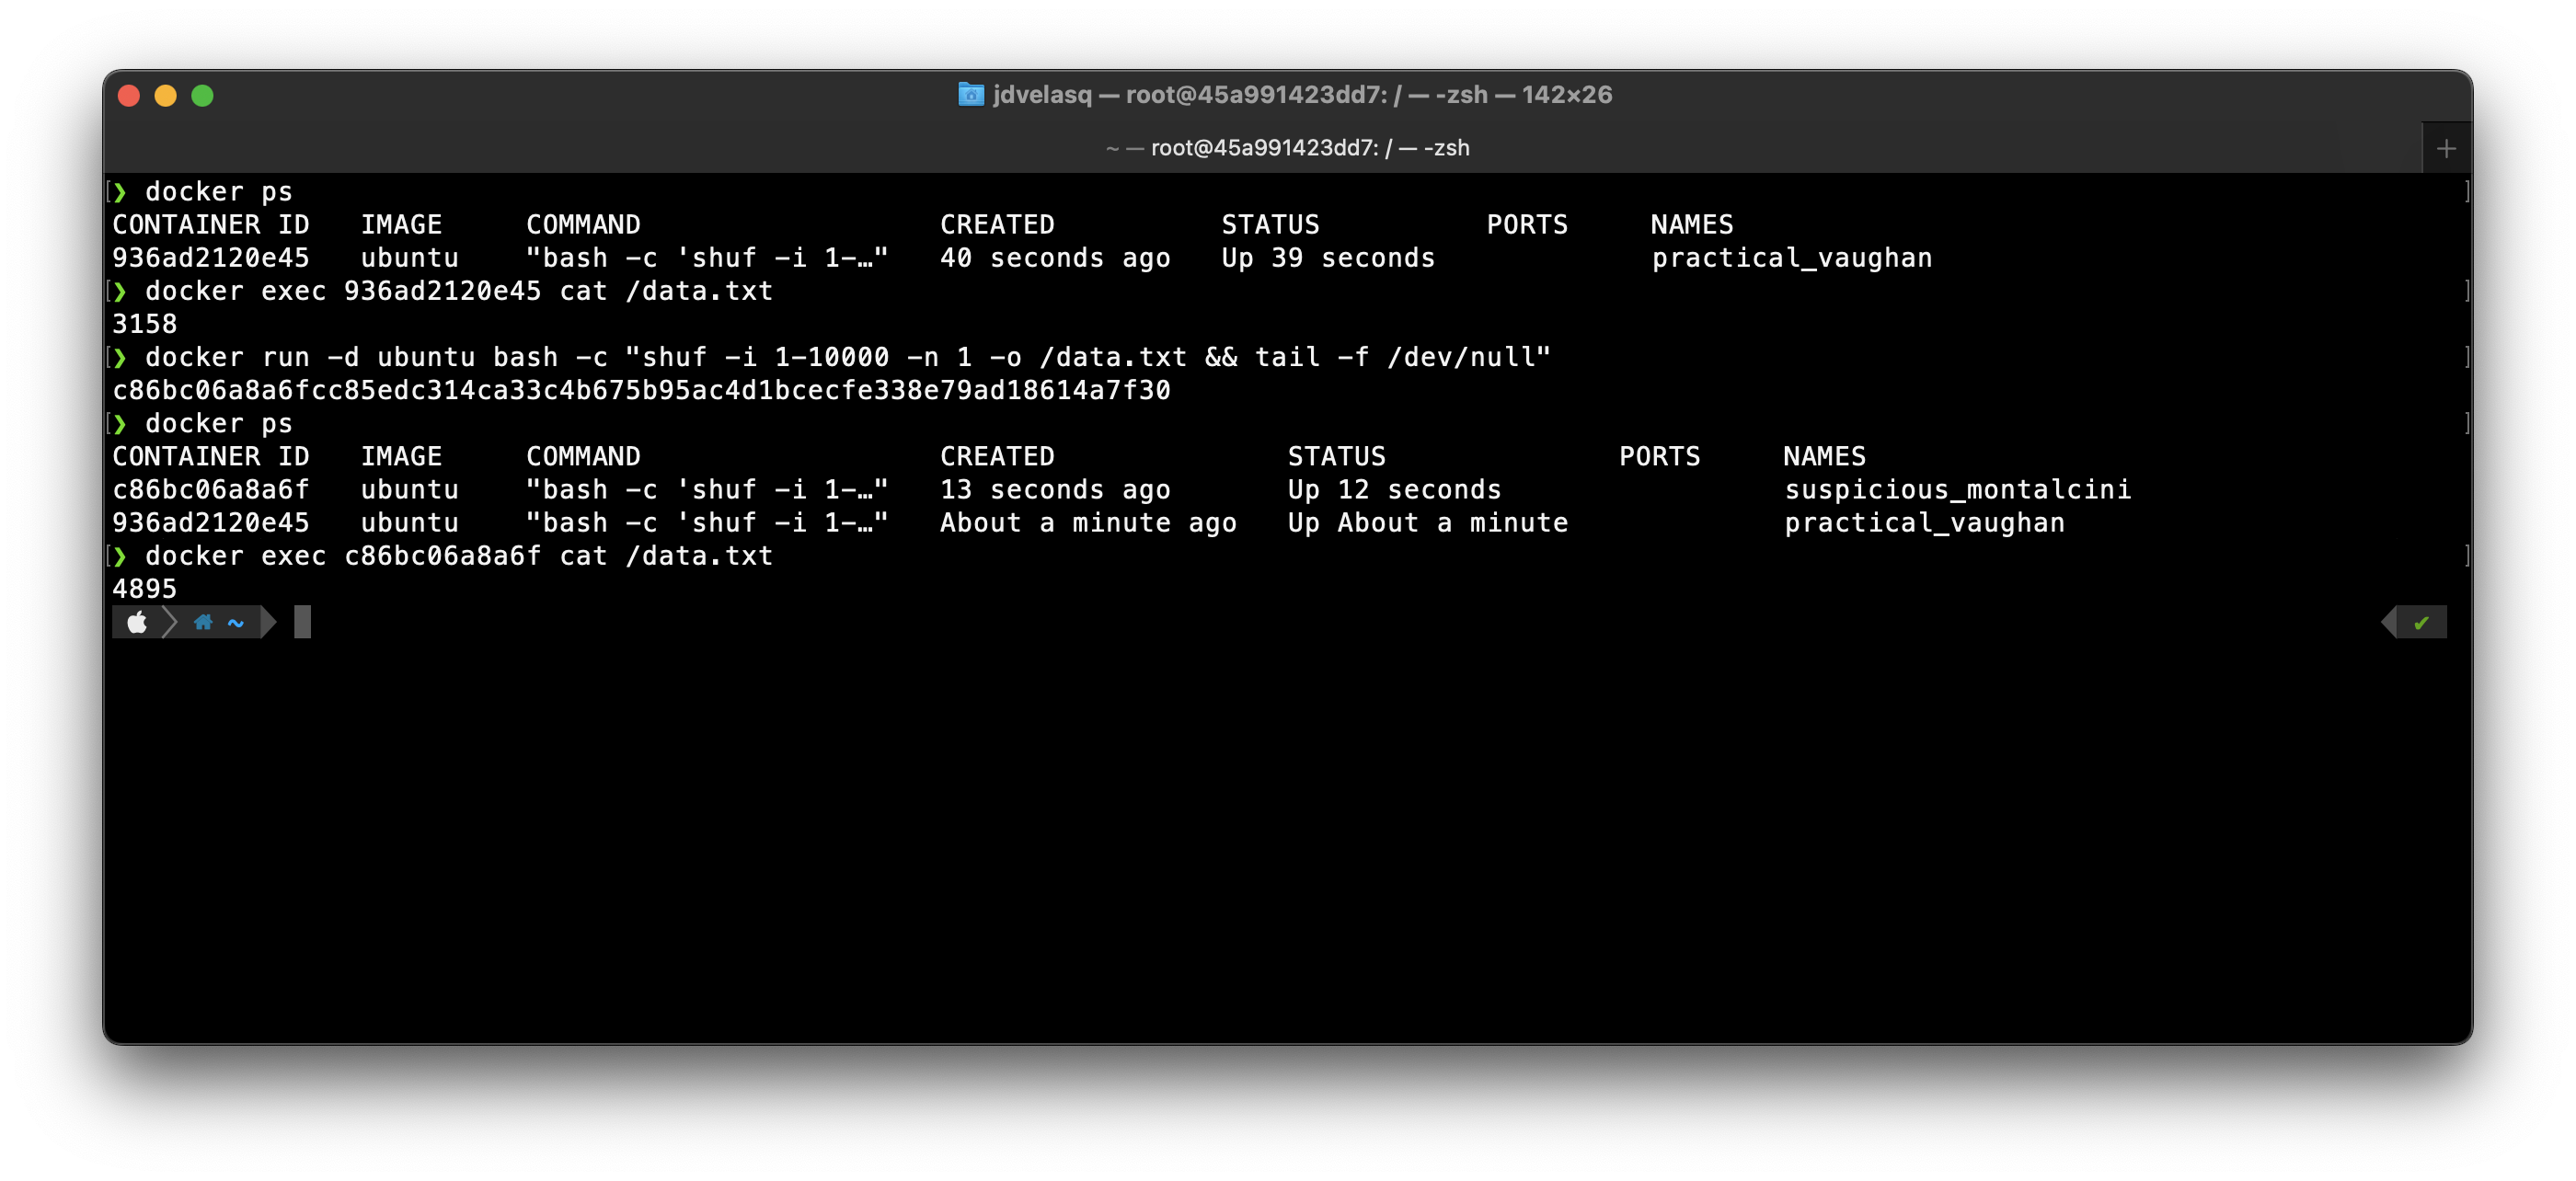 jdvelasq — root@45a991423dd7: / — -zsh — 142×26
~ — root@45a991423dd7: / — -zsh
❯ docker ps
CONTAINER ID   IMAGE     COMMAND                  CREATED          STATUS          PORTS     NAMES
936ad2120e45   ubuntu    "bash -c 'shuf -i 1-…"   40 seconds ago   Up 39 seconds             practical_vaughan
❯ docker exec 936ad2120e45 cat /data.txt
3158
❯ docker run -d ubuntu bash -c "shuf -i 1-10000 -n 1 -o /data.txt && tail -f /dev/null"
c86bc06a8a6fcc85edc314ca33c4b675b95ac4d1bcecfe338e79ad18614a7f30
❯ docker ps
CONTAINER ID   IMAGE     COMMAND                  CREATED              STATUS              PORTS     NAMES
c86bc06a8a6f   ubuntu    "bash -c 'shuf -i 1-…"   13 seconds ago       Up 12 seconds                 suspicious_montalcini
936ad2120e45   ubuntu    "bash -c 'shuf -i 1-…"   About a minute ago   Up About a minute             practical_vaughan
❯ docker exec c86bc06a8a6f cat /data.txt
4895
~ ✔